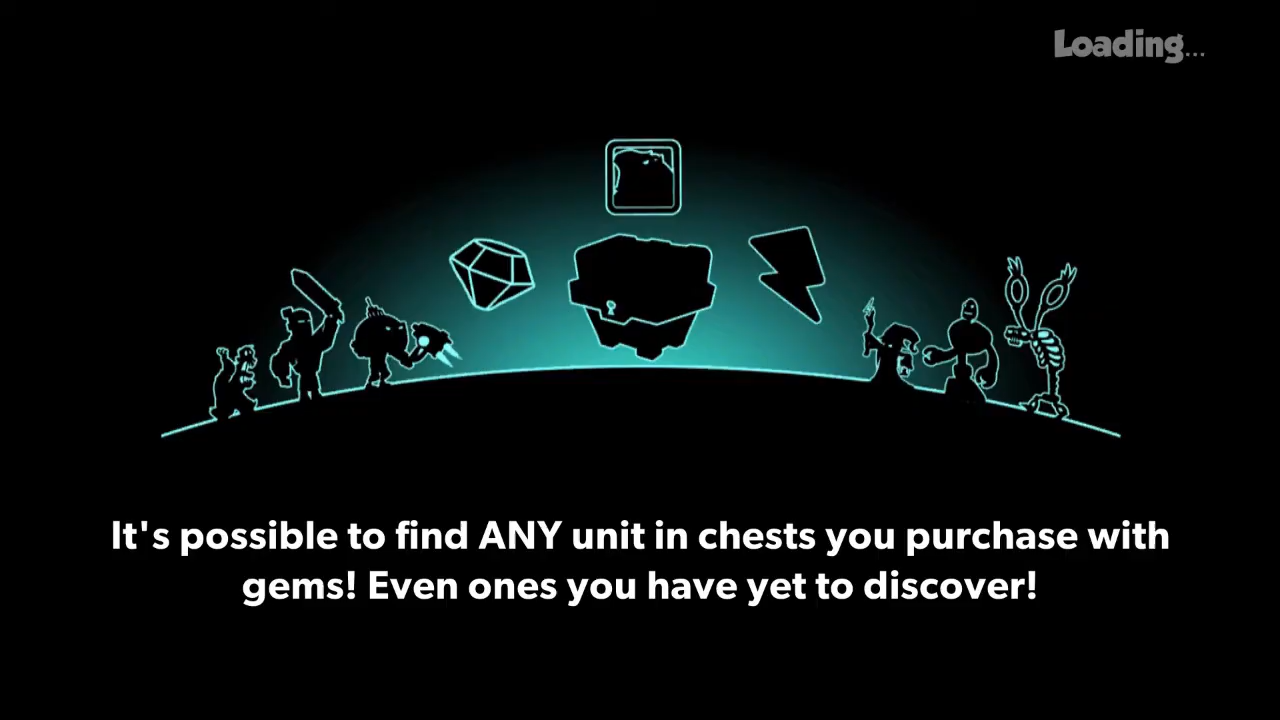 Loading...
It's possible to find ANY unit in chests you purchase with
gems! Even ones you have yet to discover!